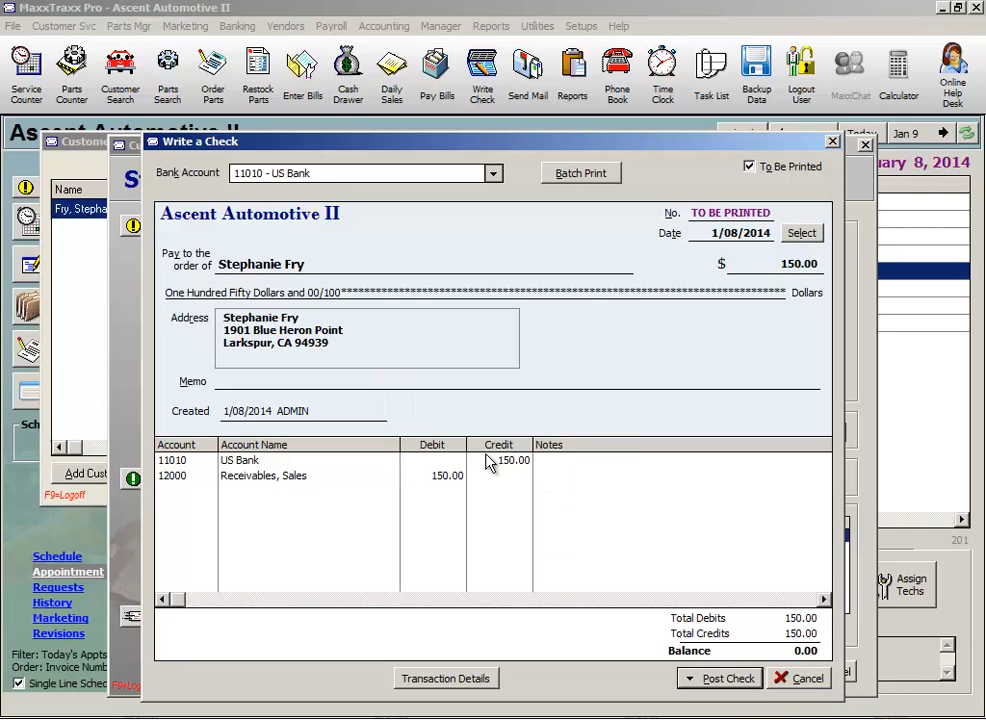 MaxxTraxx Pro - Ascent Automotive II
File Customer Svc Parts Mgr Marketing Banking Vendors Payroll Accounting Manager Reports Utilities Setups Help
Service Counter
Parts Counter
Customer Search
Parts Search
Order Parts
Restock Parts
Enter Bills
Cash Drawer
Daily Sales
Pay Bills
Write Check
Send Mail
Reports
Phone Book
Time Clock
Task List
Backup Data
Logout User
MaxxChat
Calculator
Online Help Desk
Today Jan 9
uary 8, 2014
Custome
Name
Fry, Stepha
Add Cust
F9=Logoff
Write a Check
Bank Account 11010 - US Bank Batch Print To Be Printed
Ascent Automotive II
No. TO BE PRINTED
Date 1/08/2014 Select
Pay to the order of Stephanie Fry $ 150.00
One Hundred Fifty Dollars and 00/100 Dollars
Address
Stephanie Fry
1901 Blue Heron Point
Larkspur, CA 94939
Memo
Created 1/08/2014 ADMIN
Account Account Name Debit Credit Notes
11010 US Bank 150.00
12000 Receivables, Sales 150.00
Total Debits 150.00
Total Credits 150.00
Balance 0.00
Transaction Details Post Check Cancel
Schedule
Appointment
Requests
History
Marketing
Revisions
Filter: Today's Appts
Order: Invoice Numb
Single Line Sched
201
Assign Techs